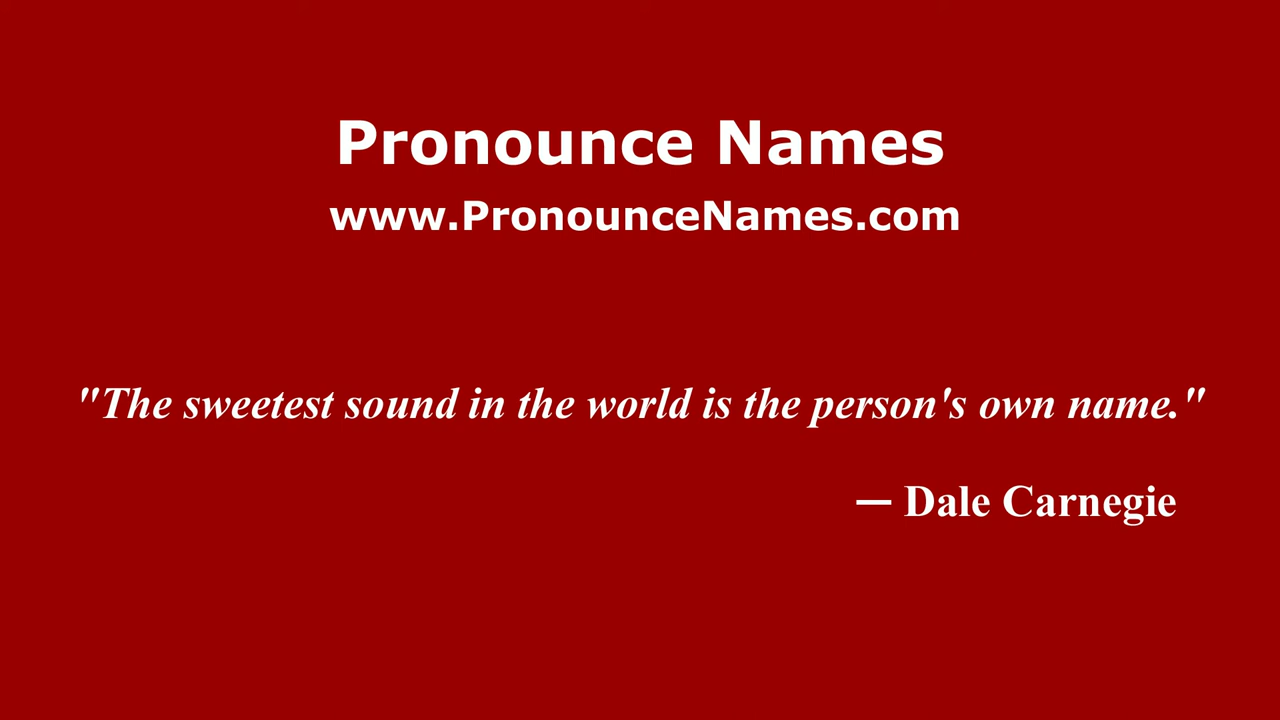 Pronounce Names
www.PronounceNames.com
"The sweetest sound in the world is the person's own name."
— Dale Carnegie